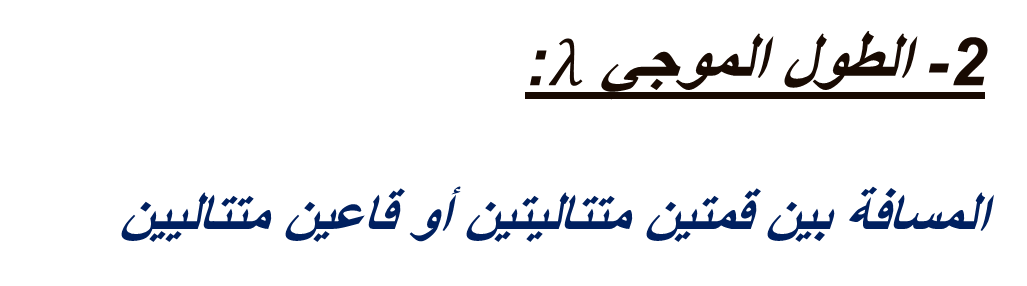 2- الطول الموجي λ:
المسافة بين قمتين متتاليتين أو قاعين متتاليين